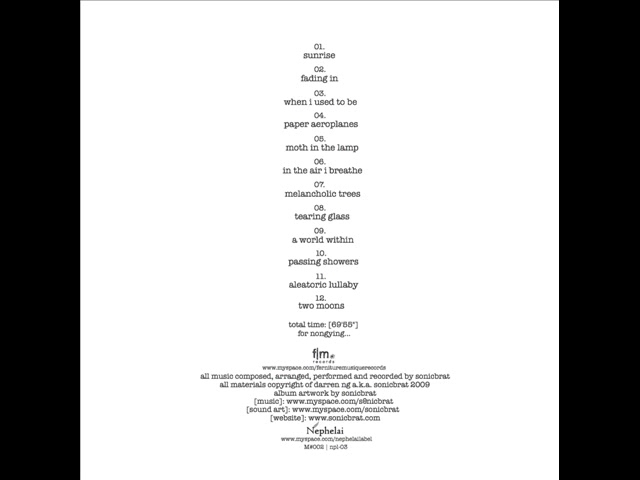 01.
sunrise
02.
fading in
03.
when i used to be
04.
paper aeroplanes
05.
moth in the lamp
06.
in the air i breathe
07.
melancholic trees
08.
tearing glass
09.
a world within
10.
passing showers
11.
aleatoric lullaby
12.
two moons
total time: [69'55"]
for nongying...
records
www.myspace.com/fernituremusiquerecords
all music composed, arranged, performed and recorded by sonicbrat
all materials copyright of darren ng a.k.a. sonicbrat 2009
album artwork by sonicbrat
[music]: www.myspace.com/s9nicbrat
[sound art]: www.myspace.com/sonicbrat
[website]: www.sonicbrat.com
Nephelai
www.myspace.com/nephelailabel
M#002 | npl-03